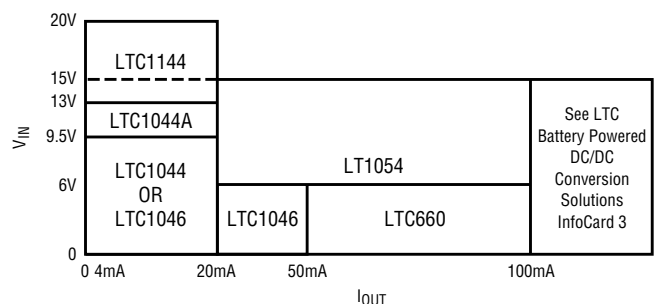 20V
LTC1144
15V
13V
LTC1044A
9.5V
V_IN
LTC1044
OR
LTC1046
6V
0
LT1054
LTC1046
LTC660
See LTC
Battery Powered
DC/DC
Conversion
Solutions
InfoCard 3
0 4mA
20mA
50mA
100mA
I_OUT